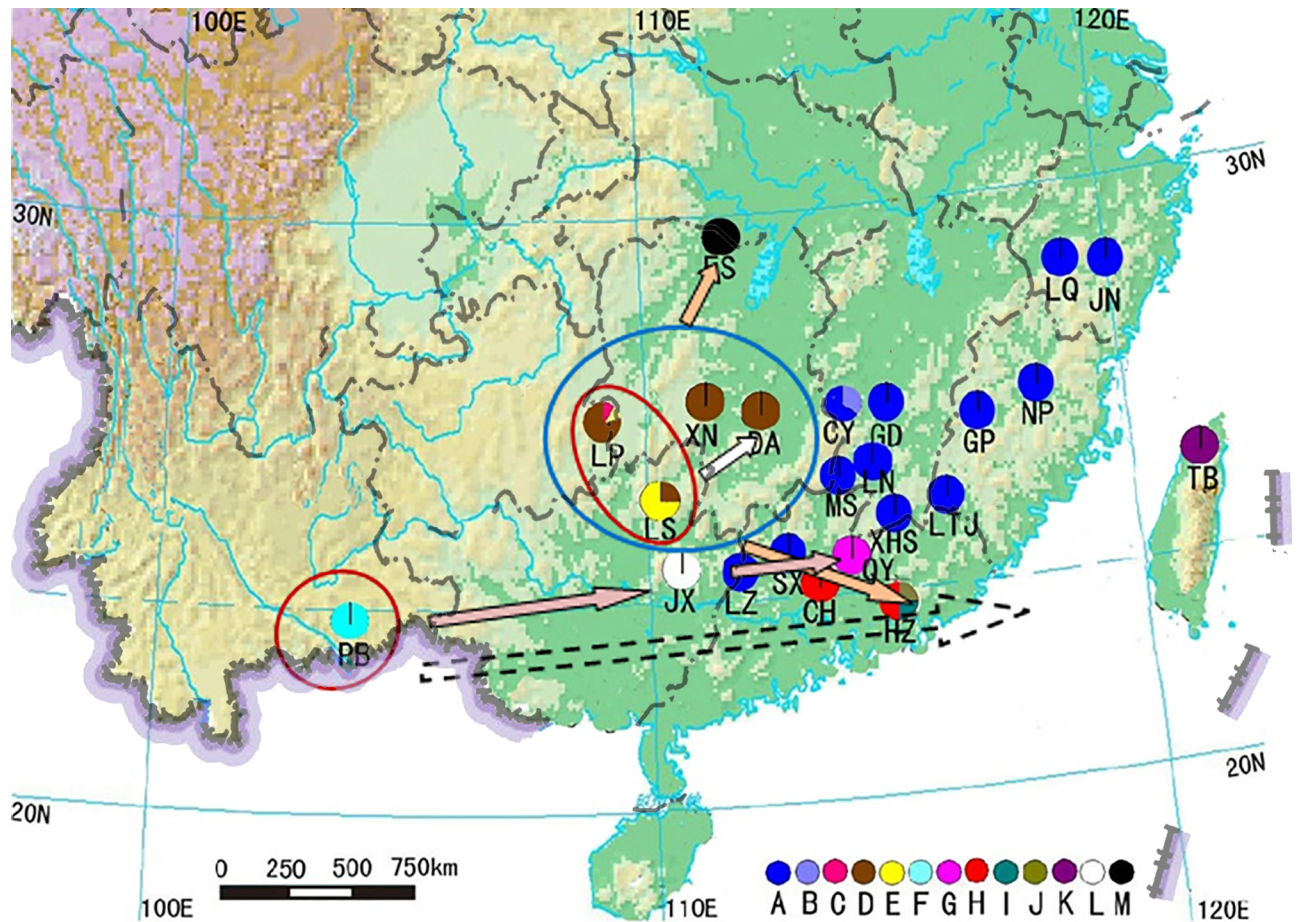 100E 110E 120E
30N
30N
ES
LQ JN
NP
XN DA CY GD GP
LP TB
LN
MS LTJ
LS XHS
QY
SX
JX LZ CH
HZ
PB
20N
20N
0 250 500 750km
A B C D E F G H I J K L M
100E 110E 120E